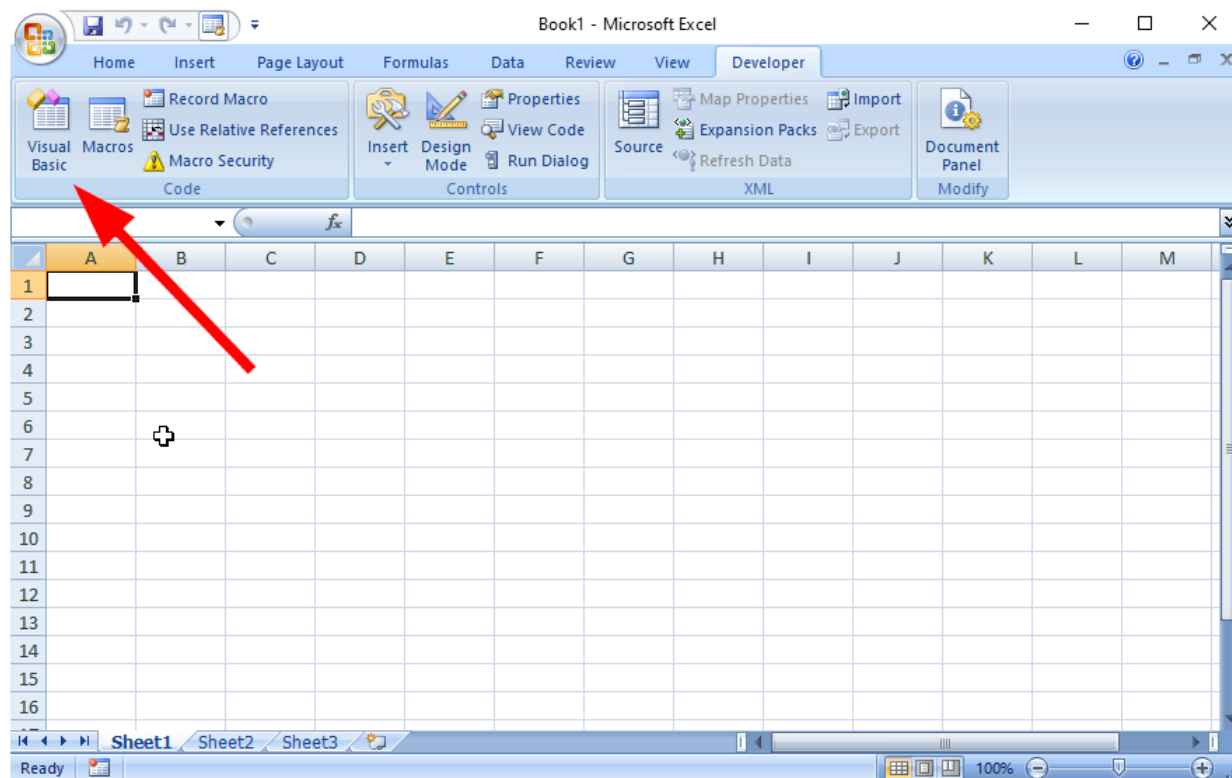 Book1 - Microsoft Excel
Home Insert Page Layout Formulas Data Review View Developer
Visual Basic
Macros
Record Macro
Use Relative References
Macro Security
Code
Insert
Design Mode
Properties
View Code
Run Dialog
Controls
Source
Map Properties
Expansion Packs
Refresh Data
Import
Export
XML
Document Panel
Modify
fx
A B C D E F G H I J K L M
1
2
3
4
5
6
7
8
9
10
11
12
13
14
15
16
Sheet1 Sheet2 Sheet3
Ready 100%